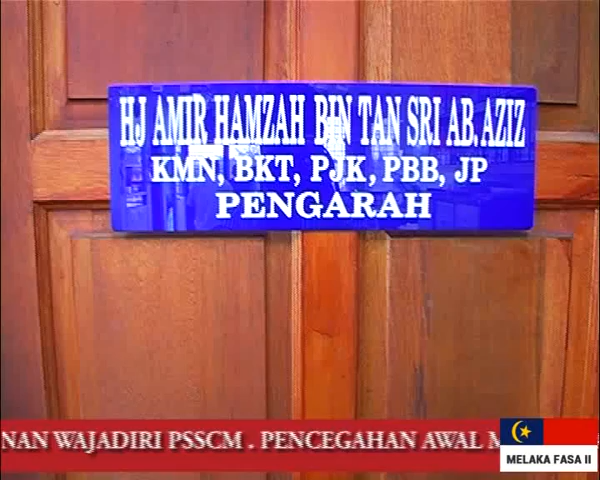 HJ AMIR HAMZAH BIN TAN SRI AB. AZIZ
KMN, BKT, PJK, PBB, JP
PENGARAH
NAN WAJADIRI PSSCM . PENCEGAHAN AWAL M
MELAKA FASA II